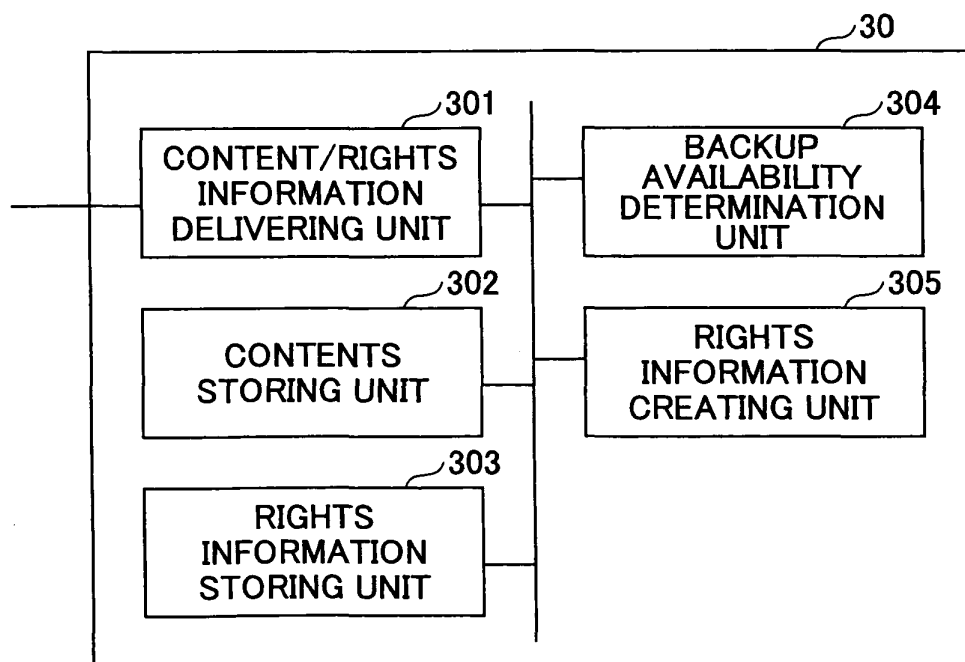 30
301
CONTENT/RIGHTS
INFORMATION
DELIVERING UNIT
302
CONTENTS
STORING UNIT
303
RIGHTS
INFORMATION
STORING UNIT
304
BACKUP
AVAILABILITY
DETERMINATION
UNIT
305
RIGHTS
INFORMATION
CREATING UNIT